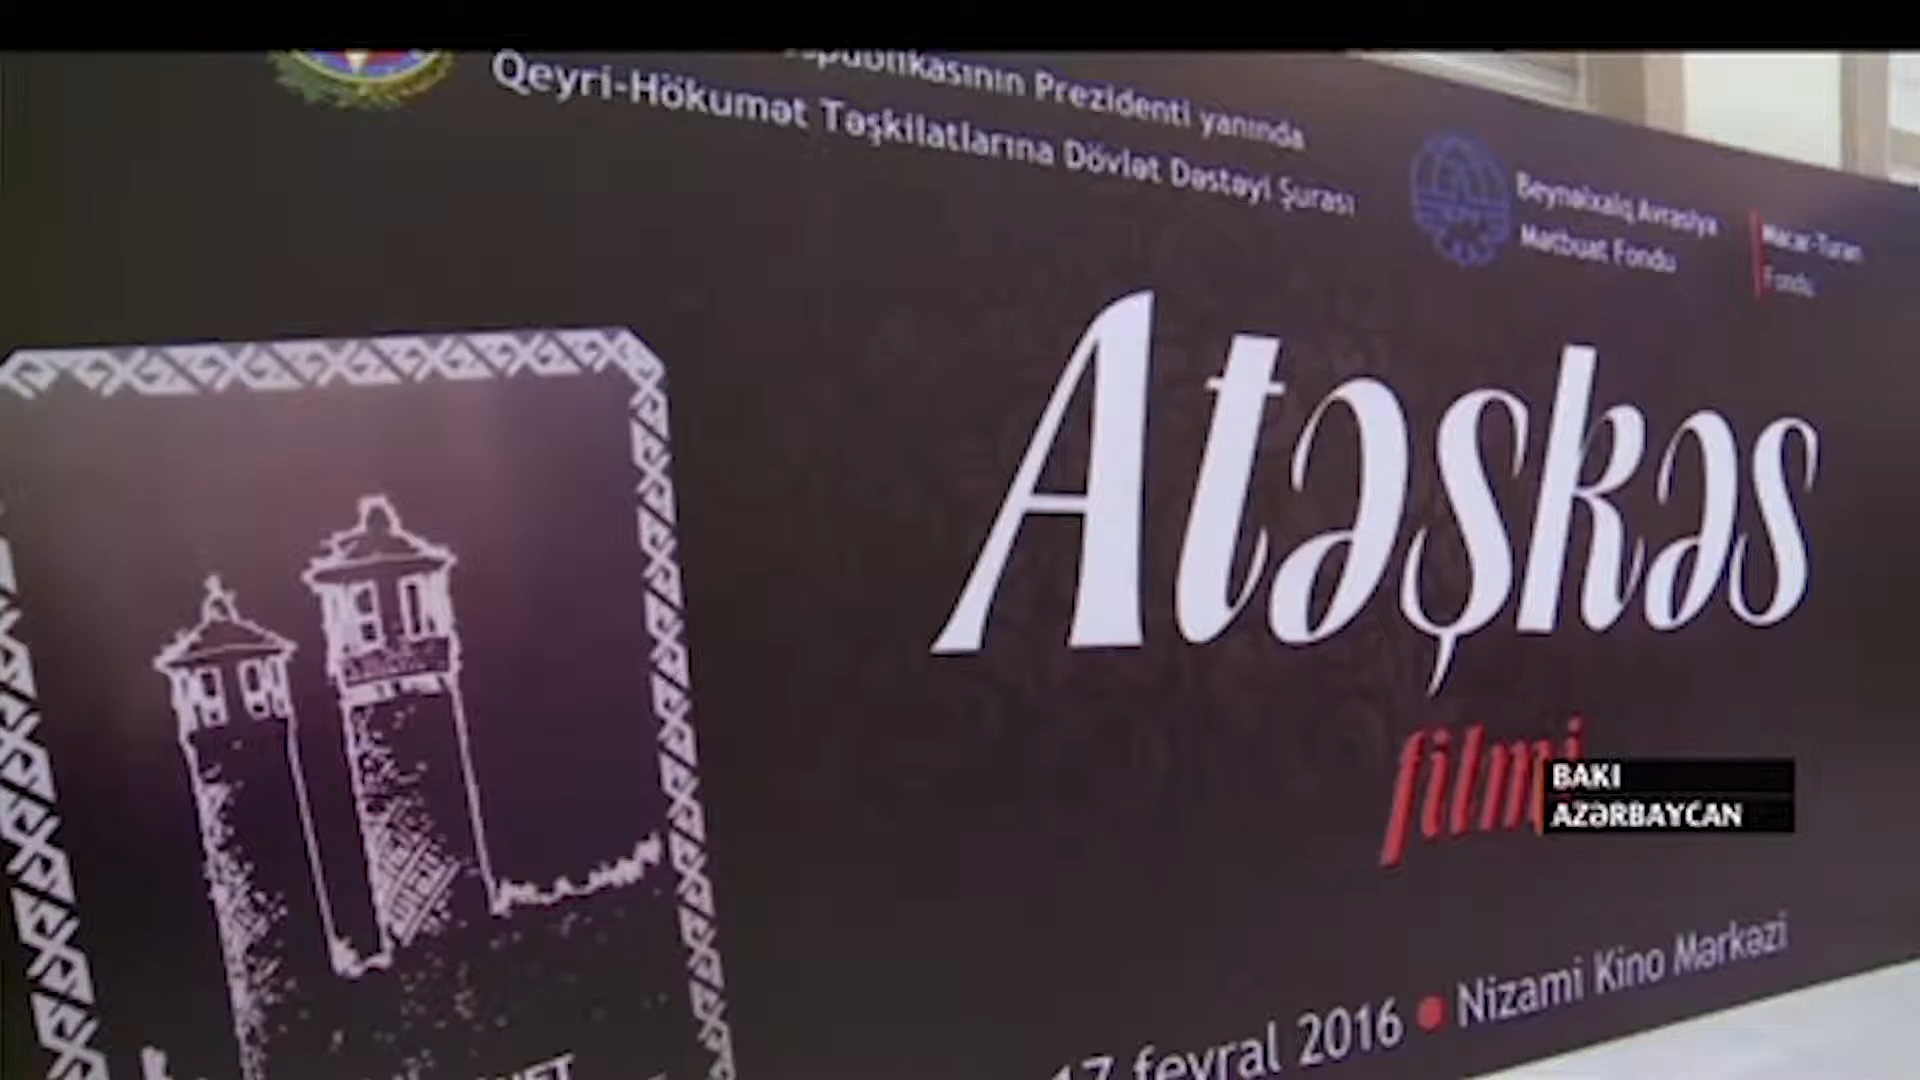 Prezidenti yanında
Qeyri-Hökumət Təşkilatlarına Dövlət Dəstəyi Şurası
Beynəlxalq Avrasiya
Mətbuat Fondu
Macar-Turan
Fondu
Atəşkəs
filmi
BAKI
AZƏRBAYCAN
17 fevral 2016 • Nizami Kino Mərkəzi